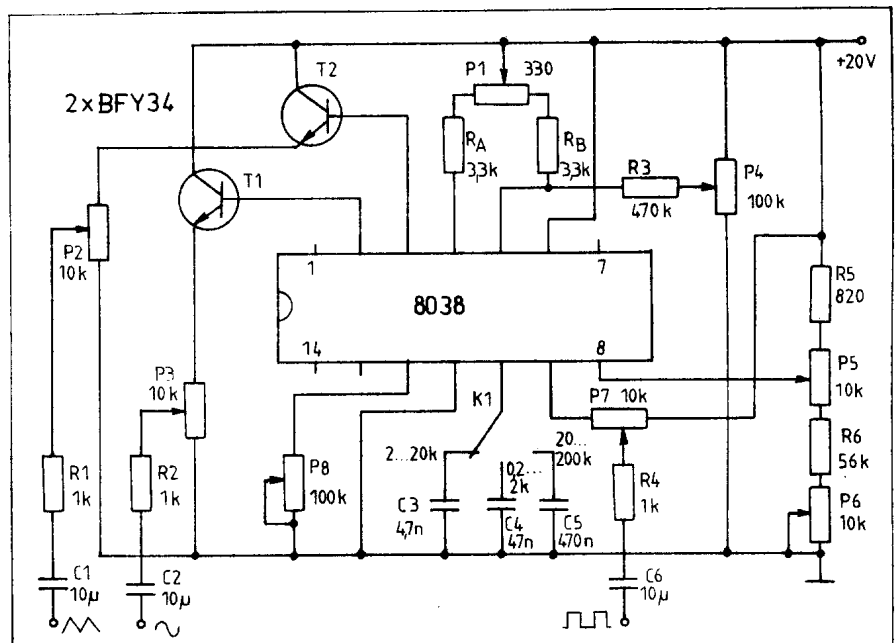 2xBFY34
T2
T1
P1
330
+20V
RA
3,3k
RB
3,3k
R3
470k
P4
100k
P2
10k
1
7
8038
14
8
R5
820
P3
10k
K1
P7
10k
P5
10k
2...20k
20...
200k
0,2...
2k
R1
1k
R2
1k
P8
100k
C3
4,7n
C4
47n
C5
470n
R4
1k
R6
56k
P6
10k
C1
10µ
C2
10µ
C6
10µ